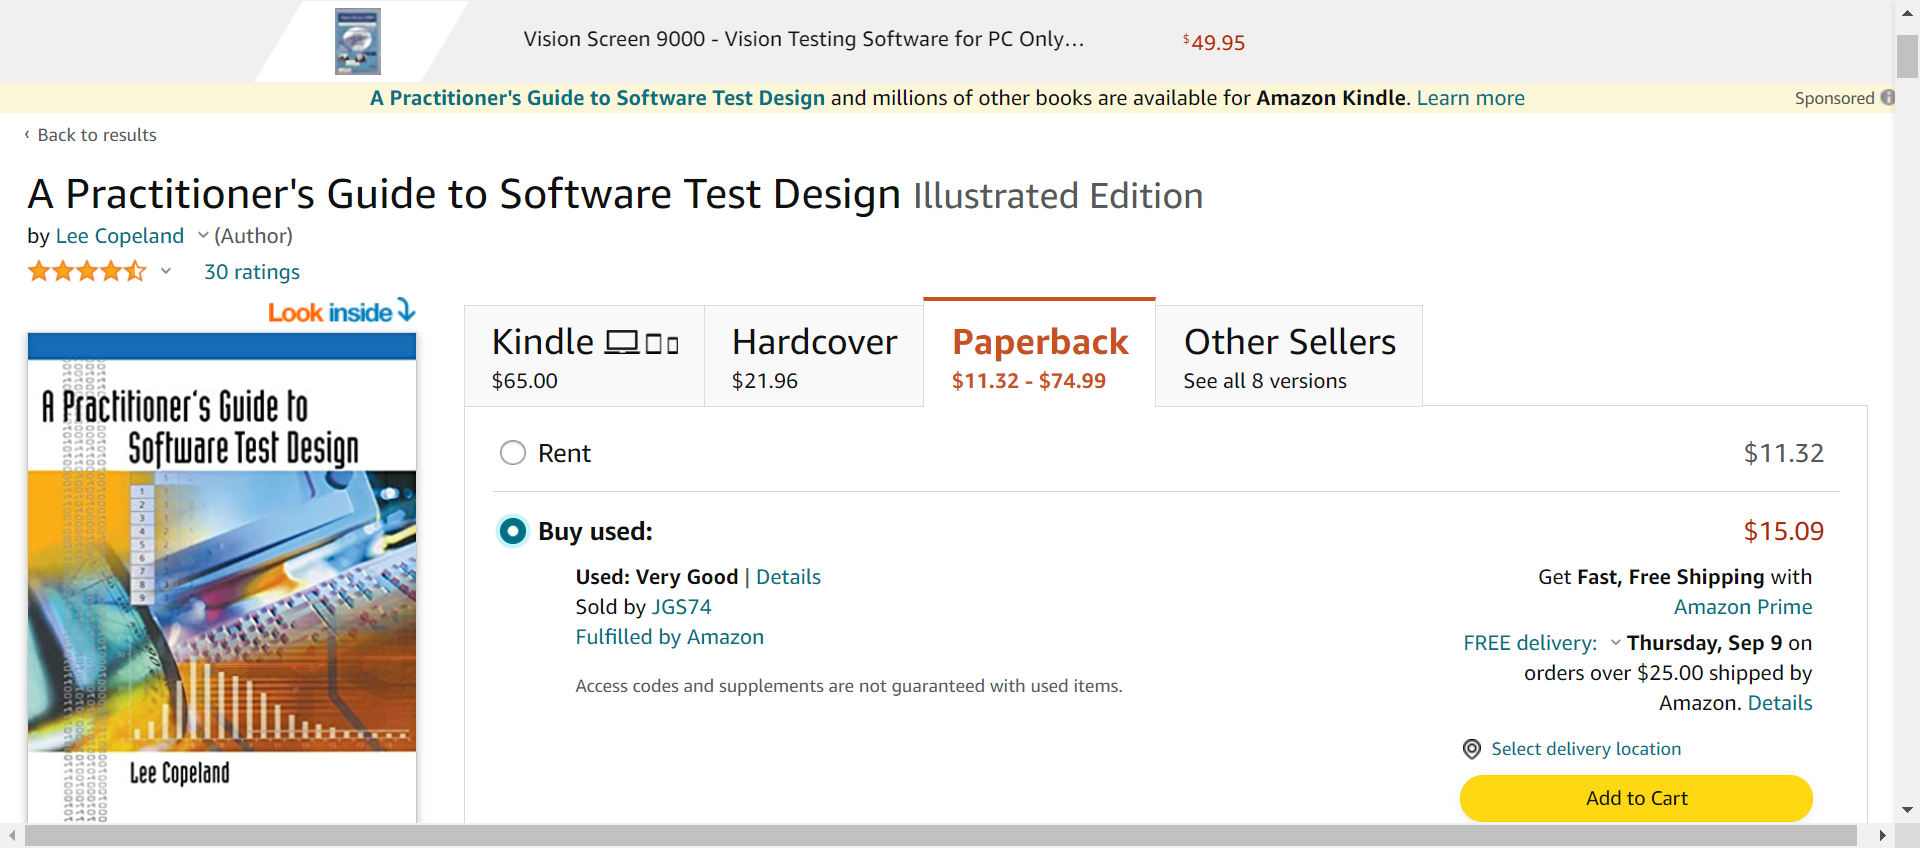 Vision Screen 9000 - Vision Testing Software for PC Only...
$49.95
A Practitioner's Guide to Software Test Design and millions of other books are available for Amazon Kindle. Learn more
Sponsored
‹ Back to results
A Practitioner's Guide to Software Test Design Illustrated Edition
by Lee Copeland (Author)
30 ratings
Look inside
A Practitioner's Guide to
Software Test Design
Lee Copeland
Kindle
$65.00
Hardcover
$21.96
Paperback
$11.32 - $74.99
Other Sellers
See all 8 versions
Rent
$11.32
Buy used:
$15.09
Used: Very Good | Details
Sold by JGS74
Fulfilled by Amazon
Access codes and supplements are not guaranteed with used items.
Get Fast, Free Shipping with
Amazon Prime
FREE delivery: Thursday, Sep 9 on
orders over $25.00 shipped by
Amazon. Details
Select delivery location
Add to Cart